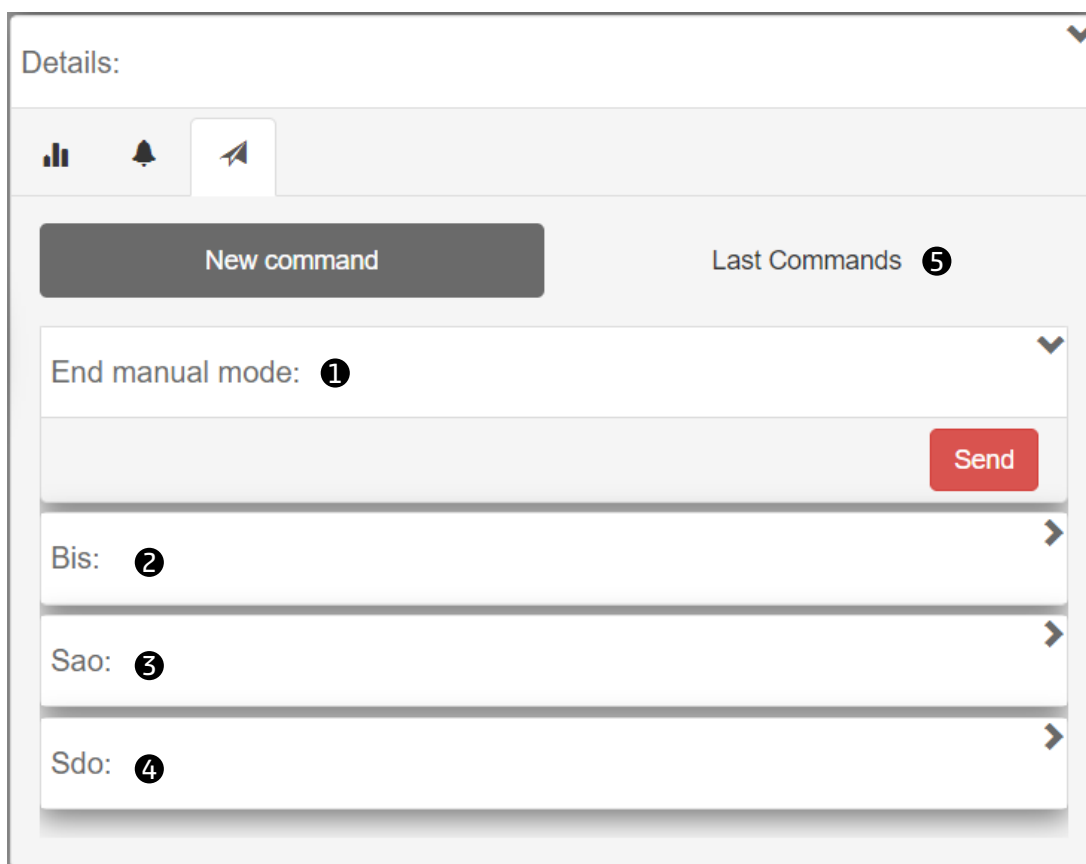 Details:
New command
Last Commands ❺
End manual mode: ❶
Send
Bis: ❷
Sao: ❸
Sdo: ❹